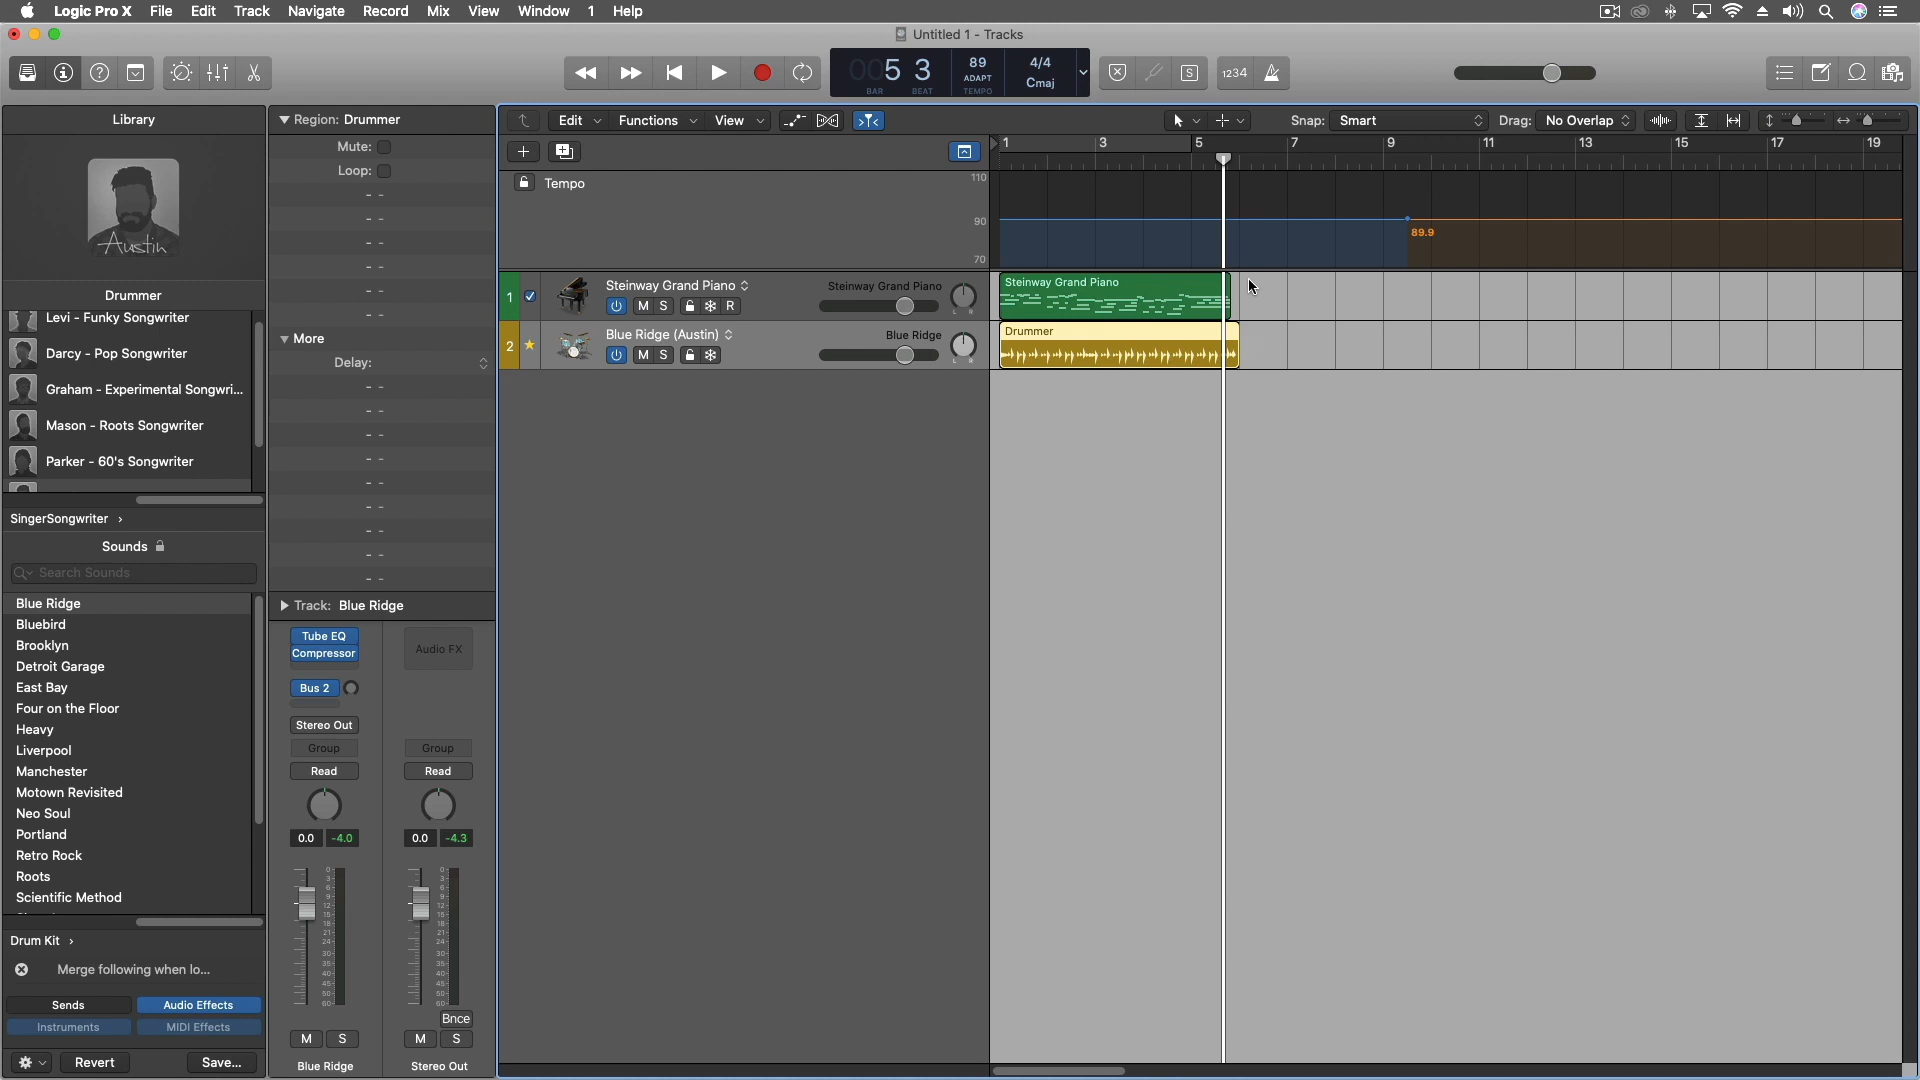 Logic Pro X File Edit Track Navigate Record Mix View Window 1 Help
Untitled 1 - Tracks
005 3
BAR BEAT
89
ADAPT
TEMPO
4/4
Cmaj
S
1234
Library
Austin
Drummer
Levi - Funky Songwriter
Darcy - Pop Songwriter
Graham - Experimental Songwri...
Mason - Roots Songwriter
Parker - 60's Songwriter
SingerSongwriter
Sounds
Search Sounds
Blue Ridge
Bluebird
Brooklyn
Detroit Garage
East Bay
Four on the Floor
Heavy
Liverpool
Manchester
Motown Revisited
Neo Soul
Portland
Retro Rock
Roots
Scientific Method
Drum Kit
Merge following when lo...
Sends Audio Effects
Instruments MIDI Effects
Revert Save...
Region: Drummer
Mute:
Loop:
More
Delay:
Track: Blue Ridge
Tube EQ
Compressor
Audio FX
Bus 2
Stereo Out
Group Group
Read Read
0.0 -4.0 0.0 -4.3
Bnce
M S M S
Blue Ridge Stereo Out
Edit Functions View
Snap: Smart Drag: No Overlap
1 3 5 7 9 11 13 15 17 19
Tempo
110
90
70
89.9
1 Steinway Grand Piano Steinway Grand Piano
M S R L R
2 Blue Ridge (Austin) Blue Ridge
M S L R
Steinway Grand Piano
Drummer